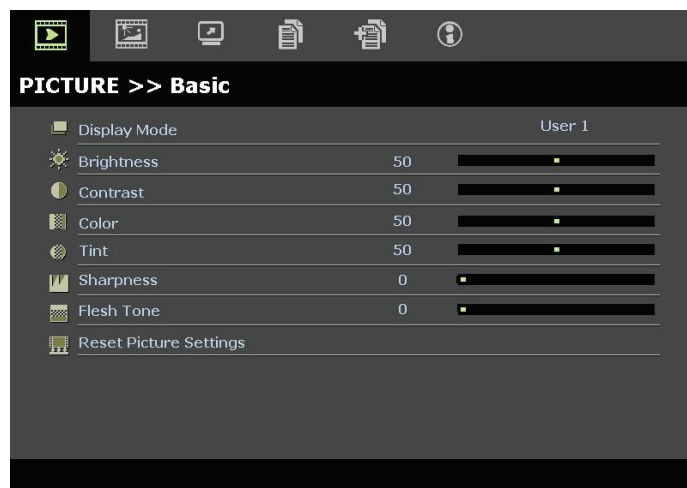 PICTURE >> Basic
Display Mode User 1
Brightness 50
Contrast 50
Color 50
Tint 50
Sharpness 0
Flesh Tone 0
Reset Picture Settings